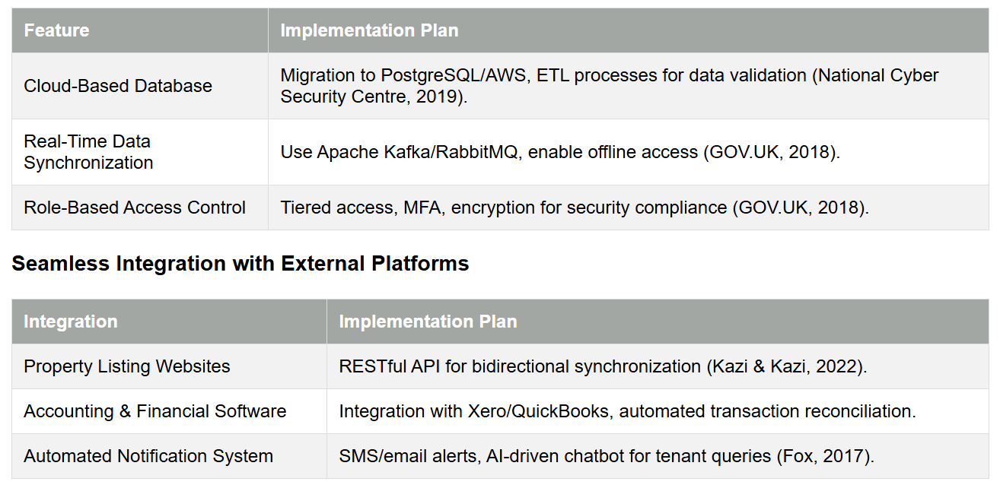 Feature Implementation Plan
Cloud-Based Database
Migration to PostgreSQL/AWS, ETL processes for data validation (National Cyber
Security Centre, 2019).
Real-Time Data
Synchronization
Use Apache Kafka/RabbitMQ, enable offline access (GOV.UK, 2018).
Role-Based Access Control Tiered access, MFA, encryption for security compliance (GOV.UK, 2018).
Seamless Integration with External Platforms
Integration Implementation Plan
Property Listing Websites RESTful API for bidirectional synchronization (Kazi & Kazi, 2022).
Accounting & Financial Software Integration with Xero/QuickBooks, automated transaction reconciliation.
Automated Notification System SMS/email alerts, AI-driven chatbot for tenant queries (Fox, 2017).